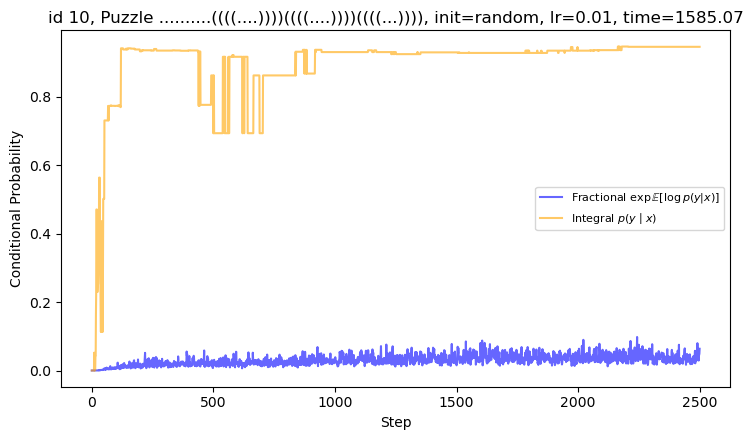 id 10, Puzzle ..........((((....))))((((....))))((((...)))), init=random, lr=0.01, time=1585.07
Conditional Probability
0.8
0.6
0.4
0.2
0.0
Fractional exp𝔼[log p(y|x)]
Integral p(y | x)
0
500
1000
1500
2000
2500
Step